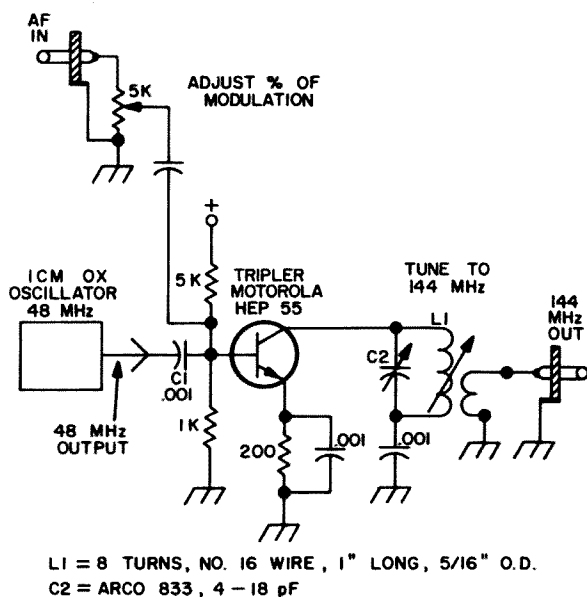 AF
IN
5K
ADJUST % OF
MODULATION
+
ICM OX
OSCILLATOR
48 MHz
5K
TRIPLER
MOTOROLA
HEP 55
TUNE TO
144 MHz
L1
144
MHz
OUT
C2
C1
.001
48 MHz
OUTPUT
1K
200
.001
.001
L1 = 8 TURNS, NO. 16 WIRE, 1" LONG, 5/16" O.D.
C2 = ARCO 833, 4-18 pF